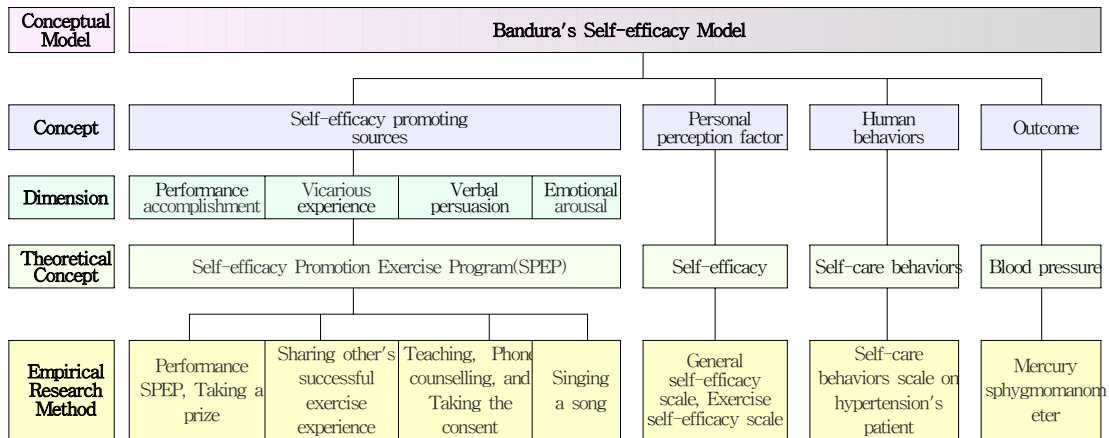 Conceptual
Model
Bandura's Self-efficacy Model
Concept
Self-efficacy promoting
sources
Personal
perception factor
Human
behaviors
Outcome
Dimension
Performance
accomplishment
Vicarious
experience
Verbal
persuasion
Emotional
arousal
Theoretical
Concept
Self-efficacy Promotion Exercise Program(SPEP)
Self-efficacy
Self-care behaviors
Blood pressure
Empirical
Research
Method
Performance
SPEP, Taking a
prize
Sharing other's
successful
exercise
experience
Teaching, Phone
counselling, and
Taking the
consent
Singing
a song
General
self-efficacy
scale, Exercise
self-efficacy scale
Self-care
behaviors scale on
hypertension's
patient
Mercury
sphygmomanom
eter